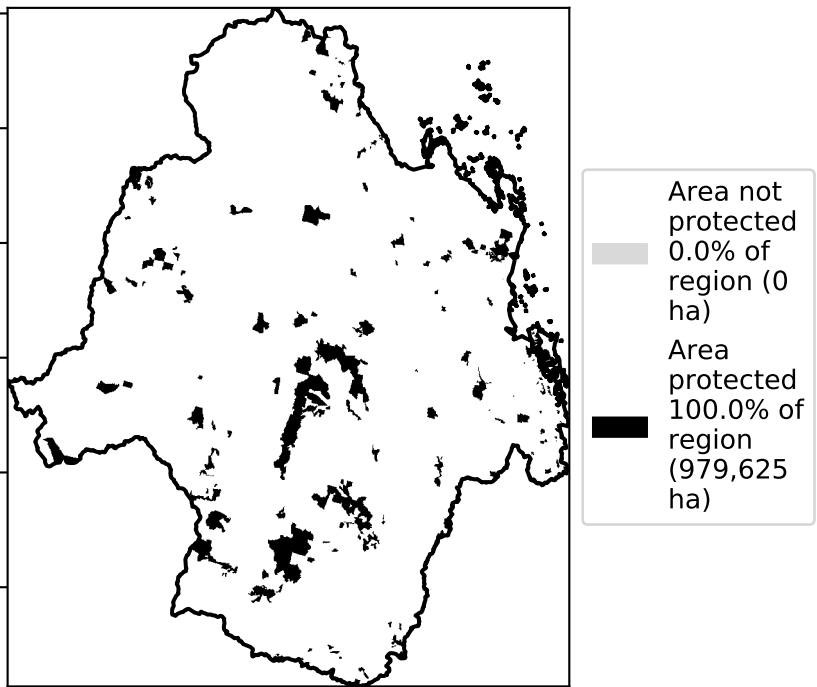 Area not
protected
0.0% of
region (0
ha)
Area
protected
100.0% of
region
(979,625
ha)